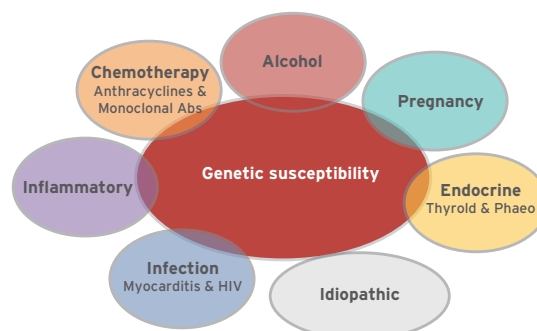 Alcohol
Chemotherapy
Anthracyclines &
Monoclonal Abs
Pregnancy
Genetic susceptibility
Inflammatory
Endocrine
Thyroid & Phaeo
Infection
Myocarditis & HIV
Idiopathic